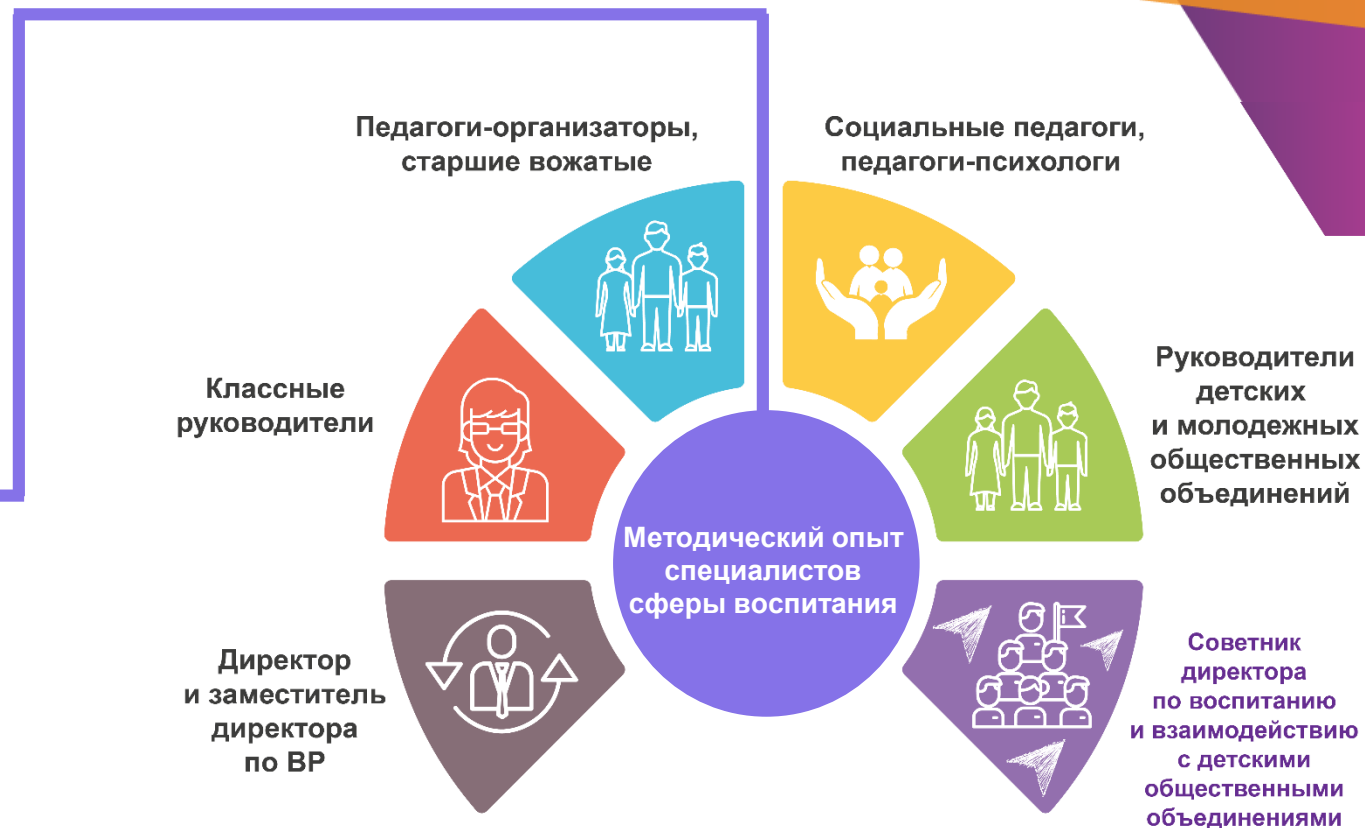 Педагоги-организаторы,
старшие вожатые
Социальные педагоги,
педагоги-психологи
Классные
руководители
Руководители
детских
и молодежных
общественных
объединений
Методический опыт
специалистов
сферы воспитания
Директор
и заместитель
директора
по ВР
Советник
директора
по воспитанию
и взаимодействию
с детскими
общественными
объединениями